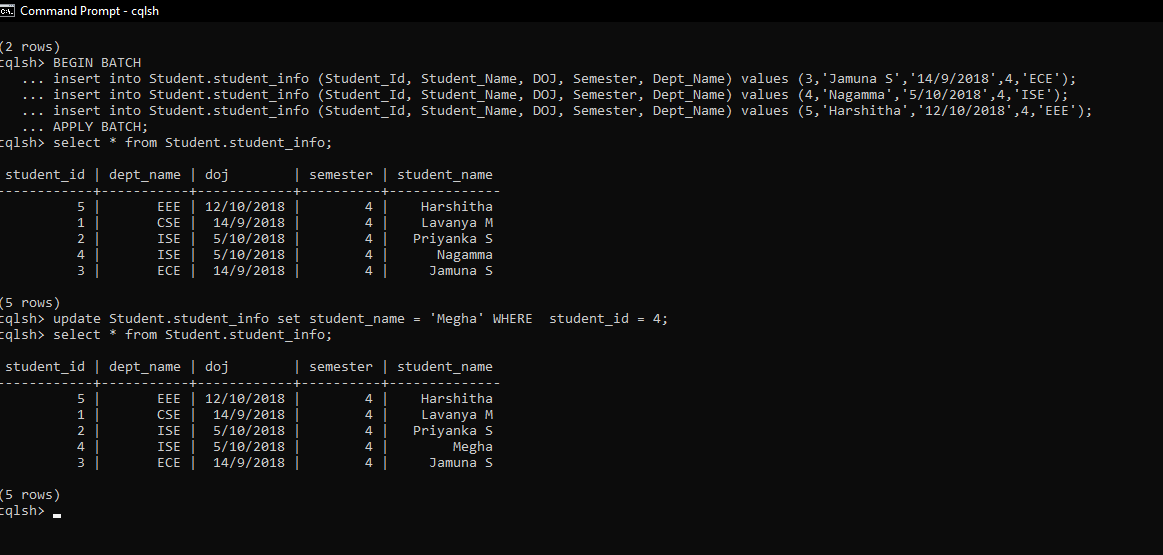 Command Prompt - cqlsh
(2 rows)
cqlsh> BEGIN BATCH
   ... insert into Student.student_info (Student_Id, Student_Name, DOJ, Semester, Dept_Name) values (3,'Jamuna S','14/9/2018',4,'ECE');
   ... insert into Student.student_info (Student_Id, Student_Name, DOJ, Semester, Dept_Name) values (4,'Nagamma','5/10/2018',4,'ISE');
   ... insert into Student.student_info (Student_Id, Student_Name, DOJ, Semester, Dept_Name) values (5,'Harshitha','12/10/2018',4,'EEE');
   ... APPLY BATCH;
cqlsh> select * from Student.student_info;
 student_id | dept_name | doj        | semester | student_name
------------+-----------+------------+----------+--------------
          5 |       EEE | 12/10/2018 |        4 |    Harshitha
          1 |       CSE |  14/9/2018 |        4 |    Lavanya M
          2 |       ISE |  5/10/2018 |        4 |   Priyanka S
          4 |       ISE |  5/10/2018 |        4 |      Nagamma
          3 |       ECE |  14/9/2018 |        4 |     Jamuna S
(5 rows)
cqlsh> update Student.student_info set student_name = 'Megha' WHERE  student_id = 4;
cqlsh> select * from Student.student_info;
 student_id | dept_name | doj        | semester | student_name
------------+-----------+------------+----------+--------------
          5 |       EEE | 12/10/2018 |        4 |    Harshitha
          1 |       CSE |  14/9/2018 |        4 |    Lavanya M
          2 |       ISE |  5/10/2018 |        4 |   Priyanka S
          4 |       ISE |  5/10/2018 |        4 |        Megha
          3 |       ECE |  14/9/2018 |        4 |     Jamuna S
(5 rows)
cqlsh>